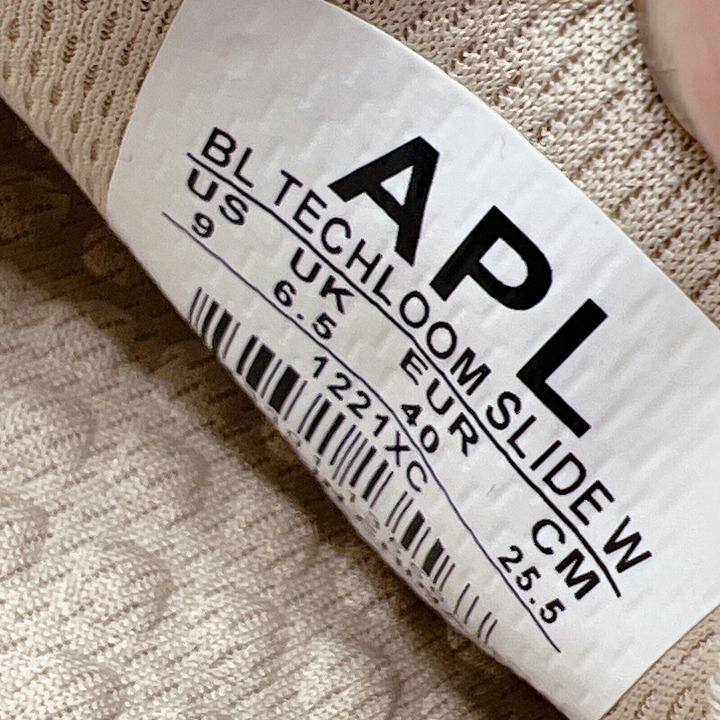 APL
BL TECHLOOM SLIDE W
US UK EUR CM
9 6.5 40 25.5
1221XC